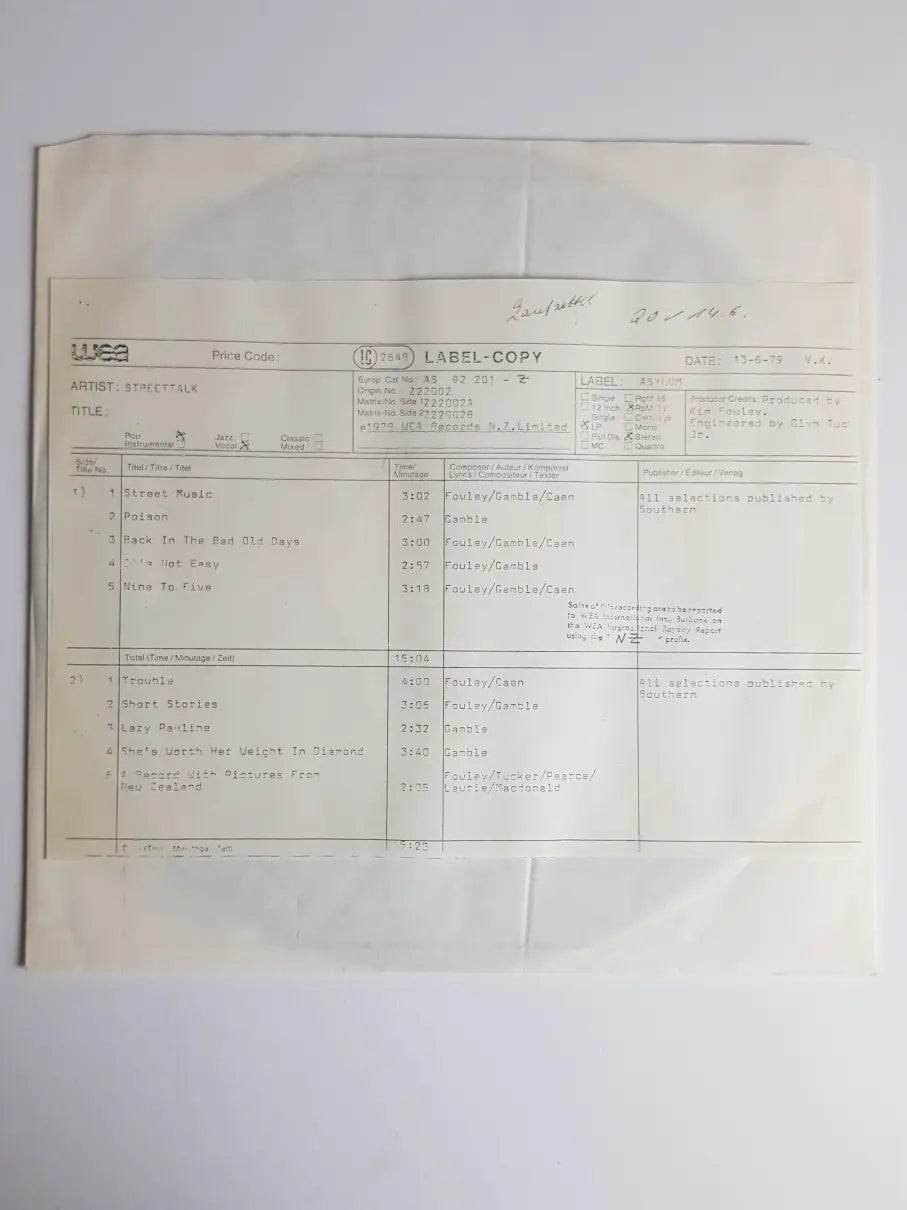 20 ✓ 14.6.
wea Price Code: LC 2649 LABEL-COPY DATE: 13-6-79 V.K.
ARTIST: STREETTALK
TITLE:
Pop Jazz Classic
Instrumental Vocal Mixed
Europ Cat No.: AS 92 201 - Z
Origin No.: Z22002
Matrix-No. Side 1 Z22002A
Matrix-No. Side 2 Z22002B
p 1979 WEA Records N.Z.Limited
LABEL: ASYLUM
Single RpM 45
12 Inch RpM 33
Single
LP Mono
Pict Dis Stereo
MC Quadro
Producer Credits: Produced by
Kim Fouley.
Engineered by Glyn Tuc
Jr.
Side/ Title No. Titel / Titre / Titel Time/ Minutage Composer / Auteur / Komponist Lyrics / Compositeur / Texter Publisher / Editeur / Verlag
1) 1 Street Music 3:02 Fouley/Gamble/Caen All selections published by
Southern
2 Poison 2:47 Gamble
3 Back In The Bad Old Days 3:00 Fouley/Gamble/Caen
4 It's Not Easy 2:57 Fouley/Gamble
5 Nine To Five 3:18 Fouley/Gamble/Caen
Sales of this recording are to be reported
to WEA International Inc., Burbank on
the WEA International Royalty Report
using the " NZ " prefix.
Total (Time / Minutage / Zeit) 15:04
2) 1 Trouble 4:00 Fouley/Caen All selections published by
Southern
2 Short Stories 3:05 Fouley/Gamble
3 Lazy Pauline 2:32 Gamble
4 She's Worth Her Weight In Diamond 3:40 Gamble
5 A Record With Pictures From Fouley/Tucker/Pearce/
New Zealand Laurie/Macdonald